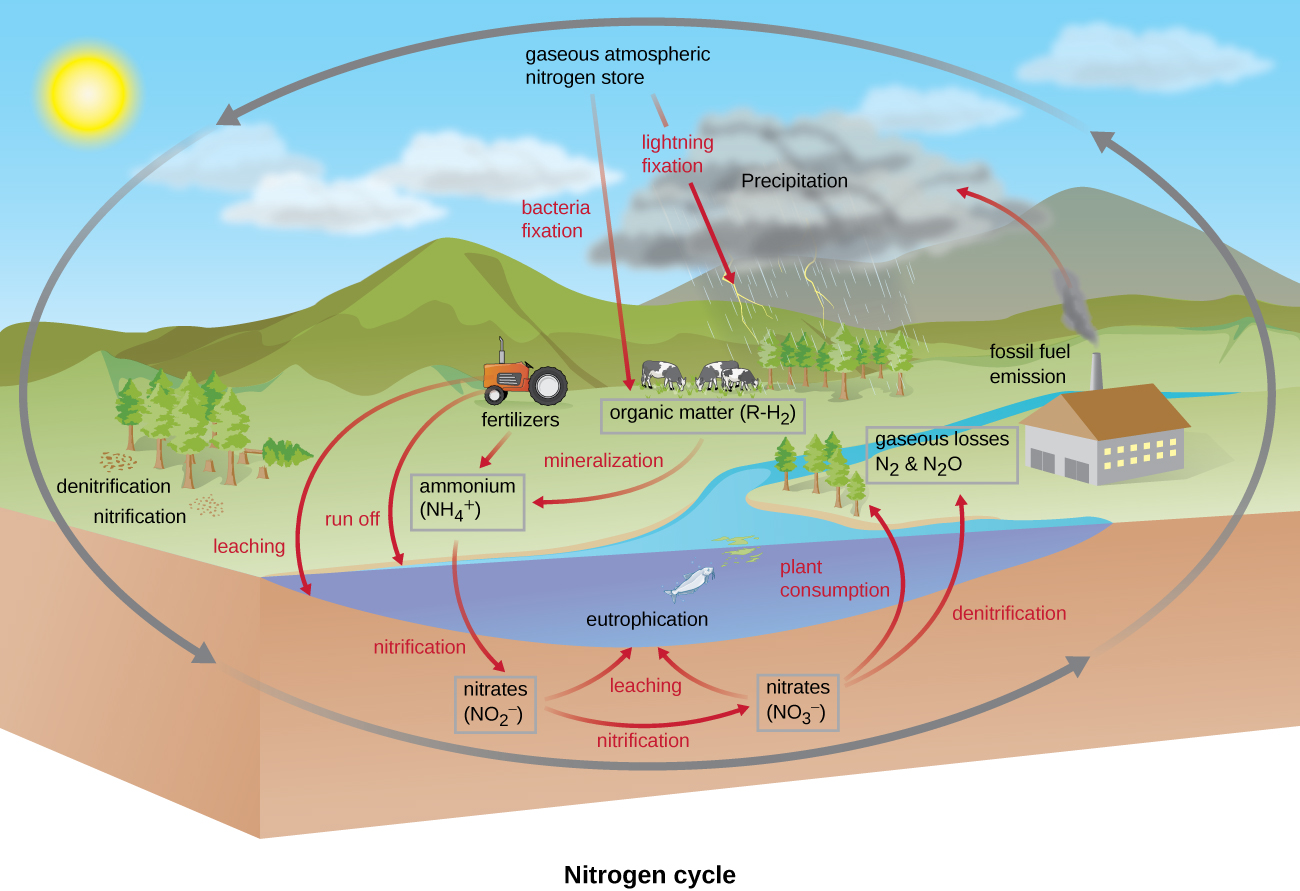 gaseous atmospheric
nitrogen store
lightning
fixation
Precipitation
bacteria
fixation
fossil fuel
emission
fertilizers
organic matter (R-H₂)
gaseous losses
N₂ & N₂O
mineralization
ammonium
(NH₄⁺)
denitrification
nitrification
run off
leaching
plant
consumption
denitrification
eutrophication
nitrification
leaching
nitrates
(NO₂⁻)
nitrates
(NO₃⁻)
nitrification
Nitrogen cycle